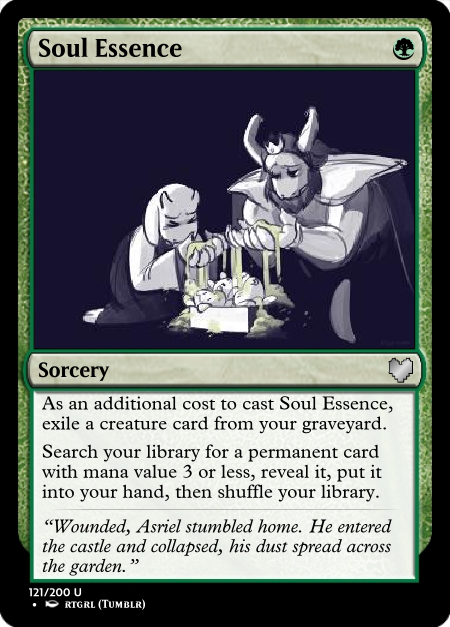 Soul Essence
Sorcery
As an additional cost to cast Soul Essence,
exile a creature card from your graveyard.
Search your library for a permanent card
with mana value 3 or less, reveal it, put it
into your hand, then shuffle your library.
“Wounded, Asriel stumbled home. He entered
the castle and collapsed, his dust spread across
the garden.”
121/200 U
• RTGRL (TUMBLR)